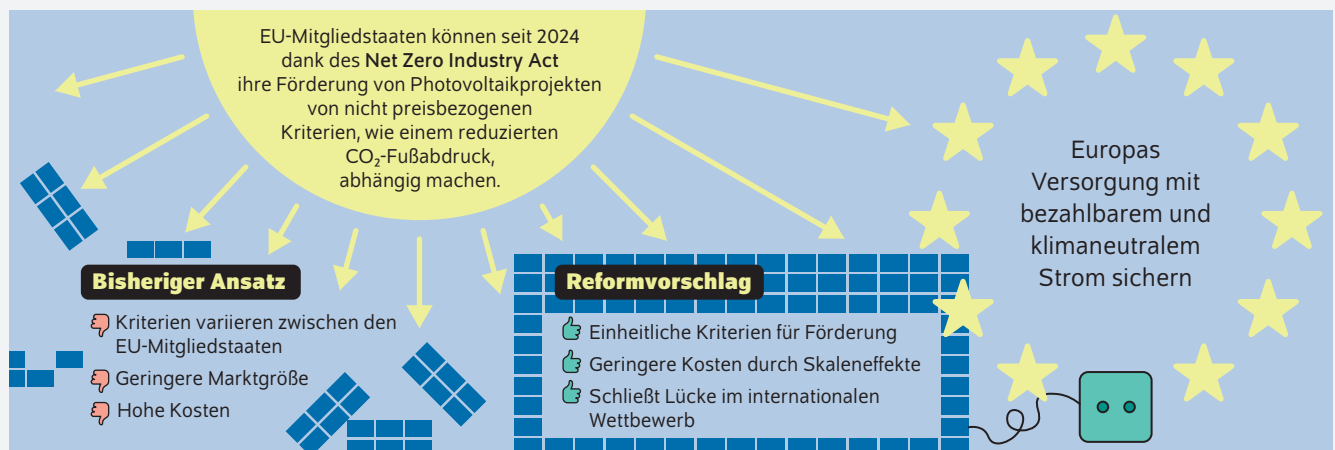 EU-Mitgliedstaaten können seit 2024
dank des Net Zero Industry Act
ihre Förderung von Photovoltaikprojekten
von nicht preisbezogenen
Kriterien, wie einem reduzierten
CO₂-Fußabdruck,
abhängig machen.
Bisheriger Ansatz
Kriterien variieren zwischen den
EU-Mitgliedstaaten
Geringere Marktgröße
Hohe Kosten
Reformvorschlag
Einheitliche Kriterien für Förderung
Geringere Kosten durch Skaleneffekte
Schließt Lücke im internationalen
Wettbewerb
Europas
Versorgung mit
bezahlbarem und
klimaneutralem
Strom sichern